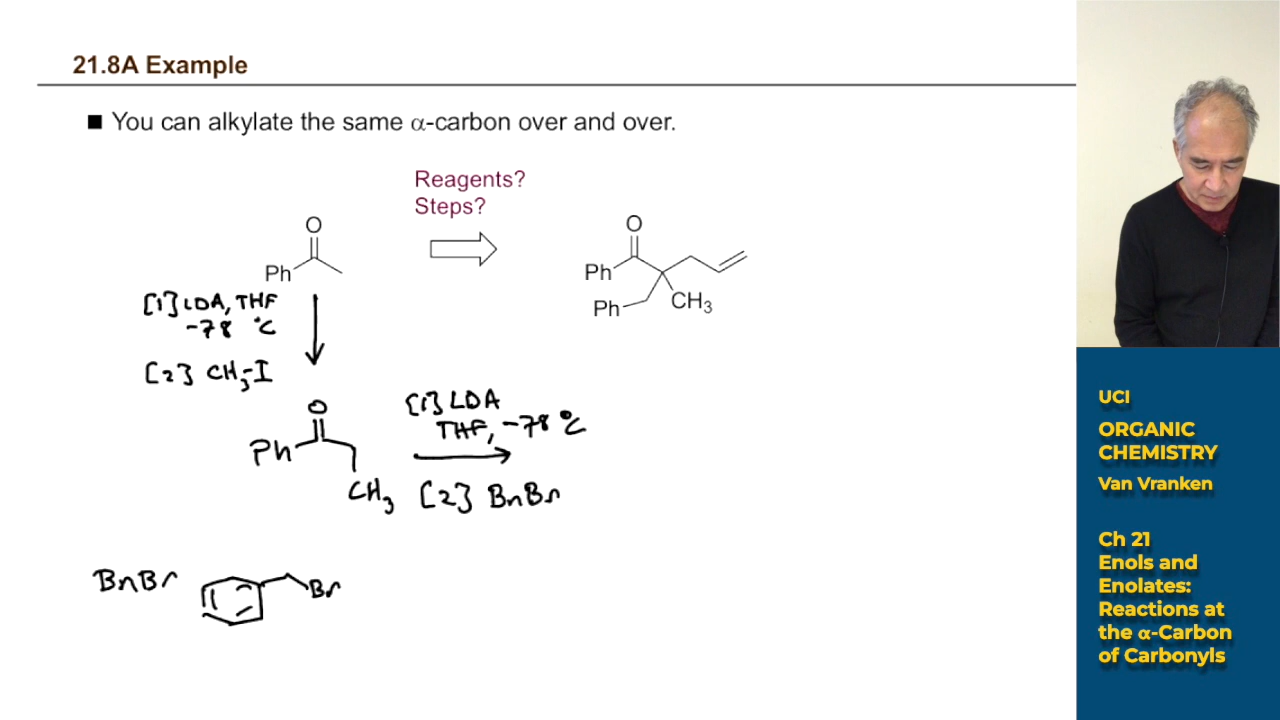 21.8A Example
■ You can alkylate the same α-carbon over and over.
Reagents?
Steps?
O
Ph
O
Ph
Ph
CH3
[1] LDA, THF
-78 °C
[2] CH3-I
O
Ph
CH3
[1] LDA
THF, -78 °C
[2] BnBr
BnBr
Br
UCI
ORGANIC
CHEMISTRY
Van Vranken
Ch 21
Enols and
Enolates:
Reactions at
the α-Carbon
of Carbonyls